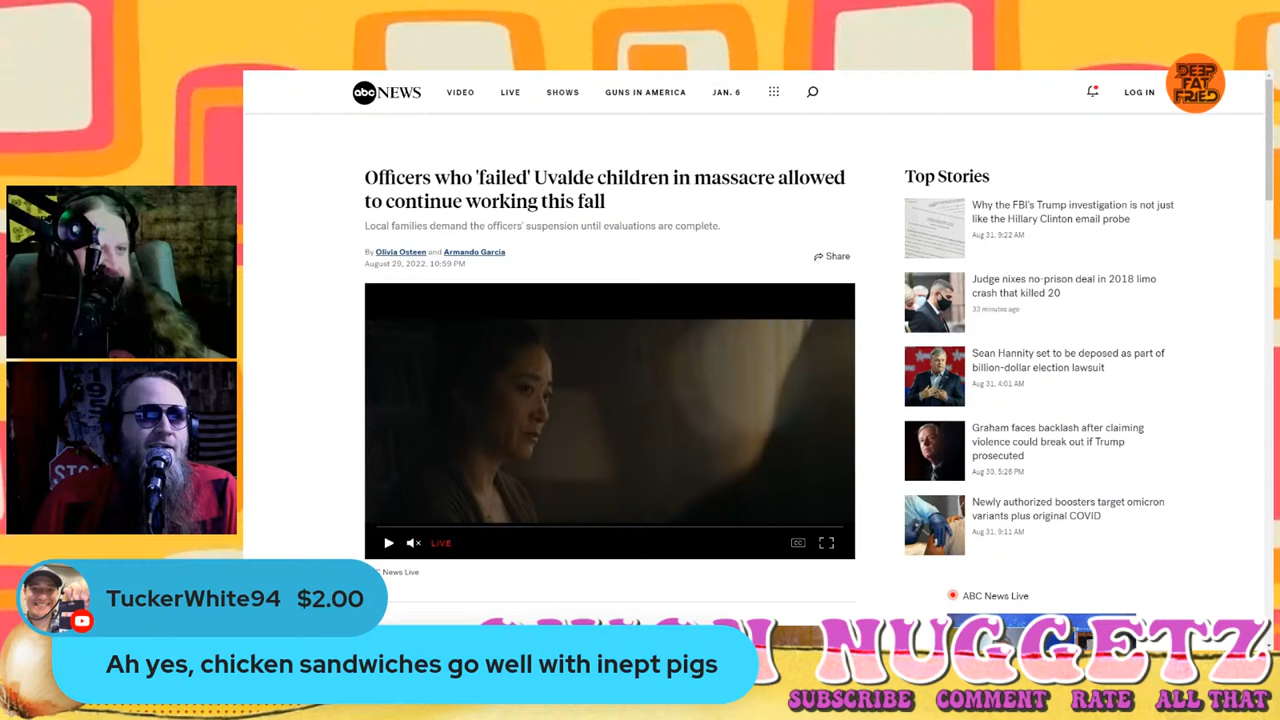 abc NEWS
VIDEO
LIVE
SHOWS
GUNS IN AMERICA
JAN. 6
LOG IN
DEEP
FAT
FRIED
Officers who 'failed' Uvalde children in massacre allowed
to continue working this fall
Local families demand the officers' suspension until evaluations are complete.
By Olivia Osteen and Armando Garcia
August 29, 2022, 10:59 PM
Share
LIVE
CC
News Live
Top Stories
Why the FBI's Trump investigation is not just
like the Hillary Clinton email probe
Aug 31, 9:22 AM
Judge nixes no-prison deal in 2018 limo
crash that killed 20
33 minutes ago
Sean Hannity set to be deposed as part of
billion-dollar election lawsuit
Aug 31, 4:01 AM
Graham faces backlash after claiming
violence could break out if Trump
prosecuted
Aug 30, 5:26 PM
Newly authorized boosters target omicron
variants plus original COVID
Aug 31, 9:11 AM
ABC News Live
STOP
TuckerWhite94 $2.00
Ah yes, chicken sandwiches go well with inept pigs
NUGGETZ
SUBSCRIBE COMMENT RATE ALL THAT